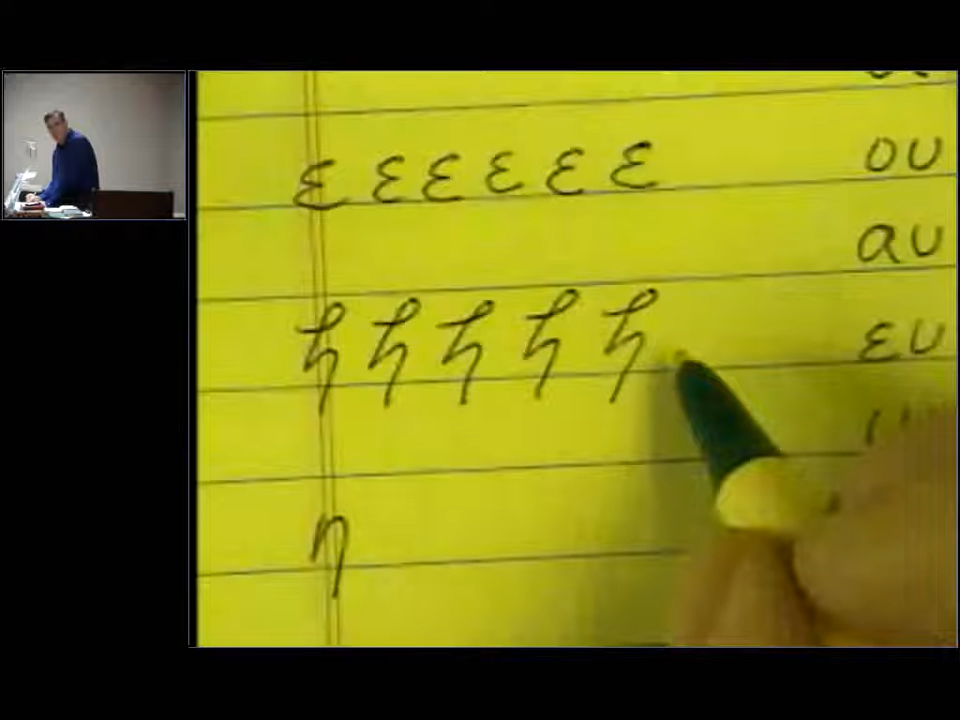 ε ε ε ε ε ε ου
αυ
ζ ζ ζ ζ ζ ευ
η